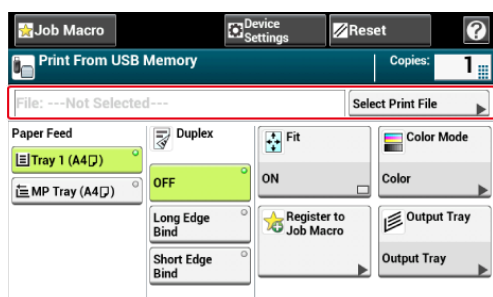 Job Macro
Device
Settings
Reset
?
Print From USB Memory
Copies:
1
File: ---Not Selected---
Select Print File
Paper Feed
Tray 1 (A4)
MP Tray (A4)
Duplex
OFF
Long Edge
Bind
Short Edge
Bind
Fit
ON
Register to
Job Macro
Color Mode
Color
Output Tray
Output Tray